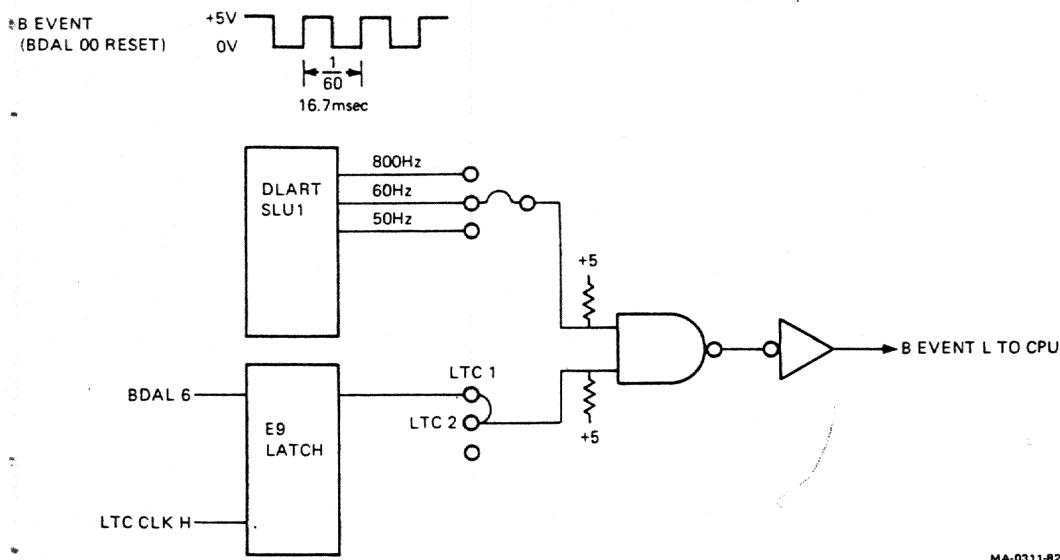 B EVENT
(BDAL 00 RESET)
+5V
0V
1
60
16.7msec
DLART
SLU1
800Hz
60Hz
50Hz
+5
B EVENT L TO CPU
BDAL 6
LTC CLK H
E9
LATCH
LTC 1
LTC 2
+5
MA-0311-82